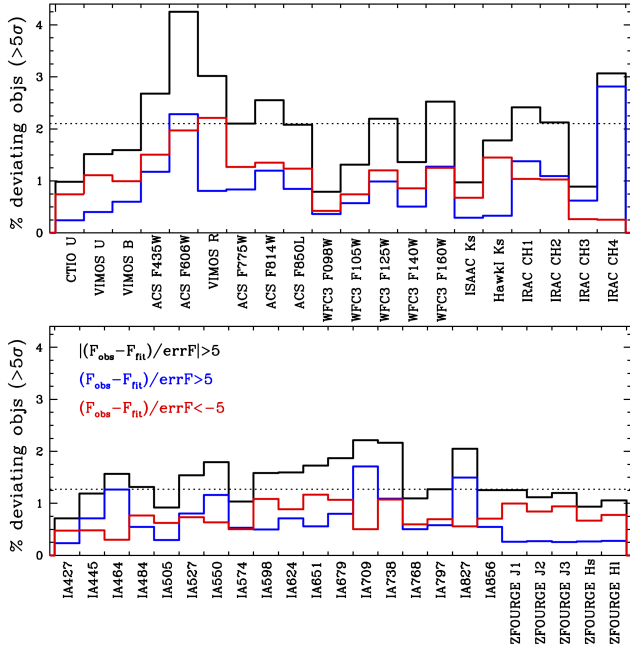 % deviating objs (>5σ)
4
3
2
1
0
CTIO U
VIMOS U
VIMOS B
ACS F435W
ACS F606W
VIMOS R
ACS F775W
ACS F814W
ACS F850L
WFC3 F098W
WFC3 F105W
WFC3 F125W
WFC3 F140W
WFC3 F160W
ISAAC Ks
HawkI Ks
IRAC CH1
IRAC CH2
IRAC CH3
IRAC CH4
% deviating objs (>5σ)
4
3
2
1
0
|(Fobs−Ffit)/errF|>5
(Fobs−Ffit)/errF>5
(Fobs−Ffit)/errF<−5
IA427
IA445
IA464
IA484
IA505
IA527
IA550
IA574
IA598
IA624
IA651
IA679
IA709
IA738
IA768
IA797
IA827
IA856
ZFOURGE J1
ZFOURGE J2
ZFOURGE J3
ZFOURGE Hs
ZFOURGE Hl